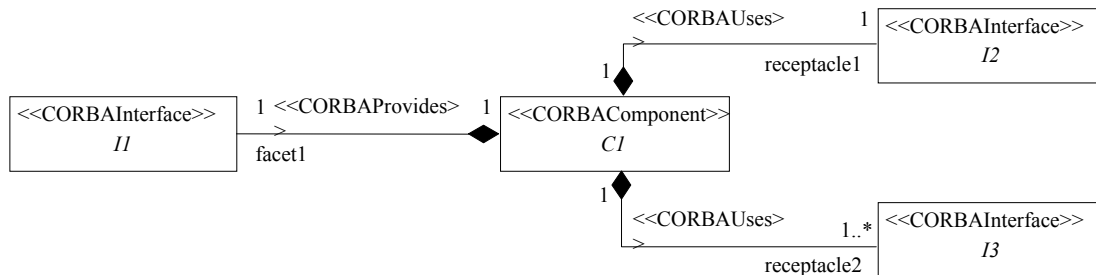 <<CORBAUses>>
1
<<CORBAInterface>>
I2
receptacle1
1
<<CORBAInterface>>
I1
1
<<CORBAProvides>
1
facet1
<<CORBAComponent>>
C1
1
<<CORBAUses>>
1..*
receptacle2
<<CORBAInterface>>
I3